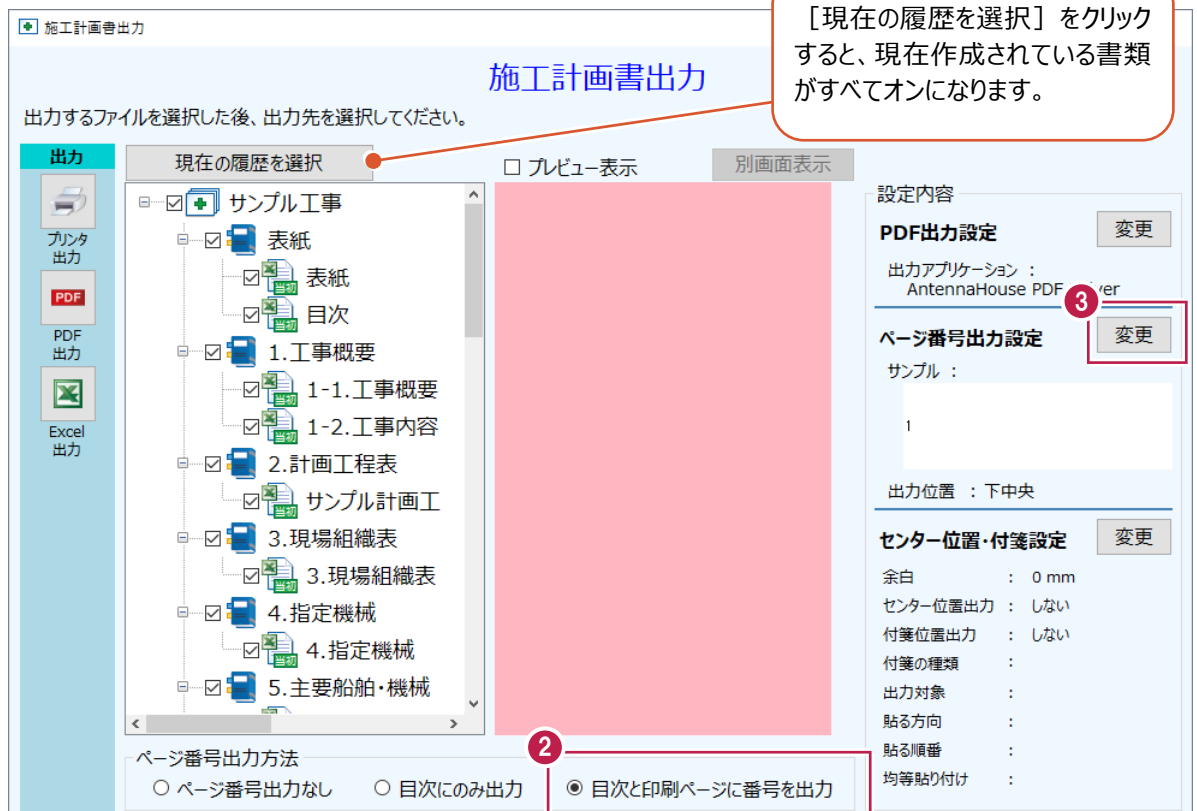 施工計画書出力
［現在の履歴を選択］をクリック
すると、現在作成されている書類
がすべてオンになります。
施工計画書出力
出力するファイルを選択した後、出力先を選択してください。
出力
プリンタ
出力
PDF
PDF
出力
Excel
出力
現在の履歴を選択
プレビュー表示
別画面表示
サンプル工事
表紙
当初 表紙
当初 目次
1.工事概要
当初 1-1.工事概要
当初 1-2.工事内容
2.計画工程表
当初 サンプル計画工
3.現場組織表
当初 3.現場組織表
4.指定機械
当初 4.指定機械
5.主要船舶・機械
設定内容
PDF出力設定 変更
出力アプリケーション :
AntennaHouse PDF
3
ページ番号出力設定 変更
サンプル :
1
出力位置 : 下中央
センター位置・付箋設定 変更
余白 : 0 mm
センター位置出力 : しない
付箋位置出力 : しない
付箋の種類 :
出力対象 :
貼る方向 :
貼る順番 :
均等貼り付け :
2
ページ番号出力方法
ページ番号出力なし 目次にのみ出力 目次と印刷ページに番号を出力